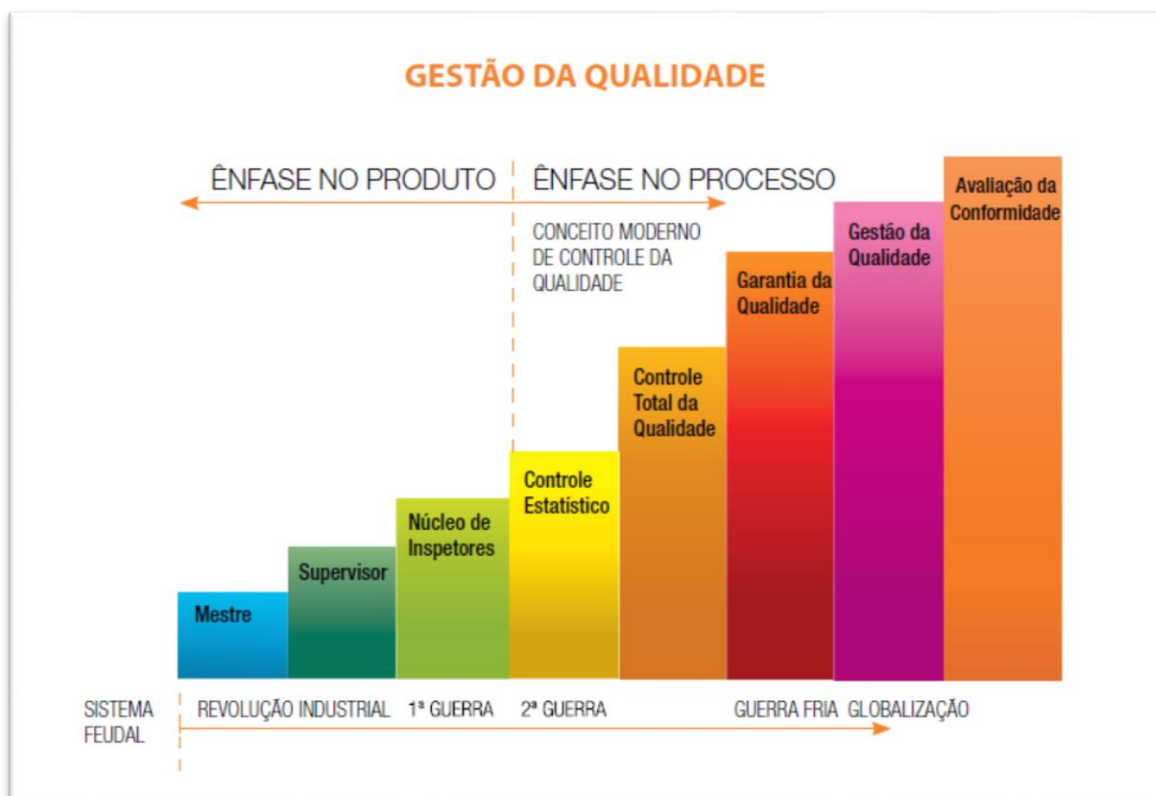 GESTÃO DA QUALIDADE
ÊNFASE NO PRODUTO
ÊNFASE NO PROCESSO
CONCEITO MODERNO
DE CONTROLE DA
QUALIDADE
Mestre
Supervisor
Núcleo de
Inspetores
Controle
Estatístico
Controle
Total da
Qualidade
Garantia da
Qualidade
Gestão da
Qualidade
Avaliação da
Conformidade
SISTEMA
FEUDAL
REVOLUÇÃO INDUSTRIAL
1ª GUERRA
2ª GUERRA
GUERRA FRIA
GLOBALIZAÇÃO